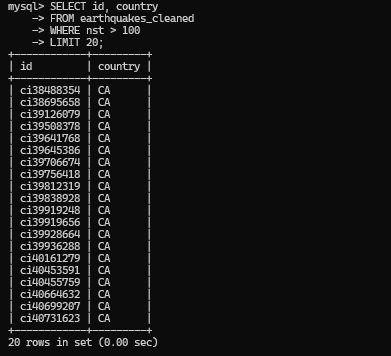 mysql> SELECT id, country
    -> FROM earthquakes_cleaned
    -> WHERE nst > 100
    -> LIMIT 20;
+------------+---------+
| id         | country |
+------------+---------+
| ci38488354 | CA      |
| ci38695658 | CA      |
| ci39126079 | CA      |
| ci39508378 | CA      |
| ci39641768 | CA      |
| ci39645386 | CA      |
| ci39706674 | CA      |
| ci39756418 | CA      |
| ci39812319 | CA      |
| ci39838928 | CA      |
| ci39919248 | CA      |
| ci39919656 | CA      |
| ci39928664 | CA      |
| ci39936288 | CA      |
| ci40161279 | CA      |
| ci40453591 | CA      |
| ci40455759 | CA      |
| ci40664632 | CA      |
| ci40699207 | CA      |
| ci40731623 | CA      |
+------------+---------+
20 rows in set (0.00 sec)